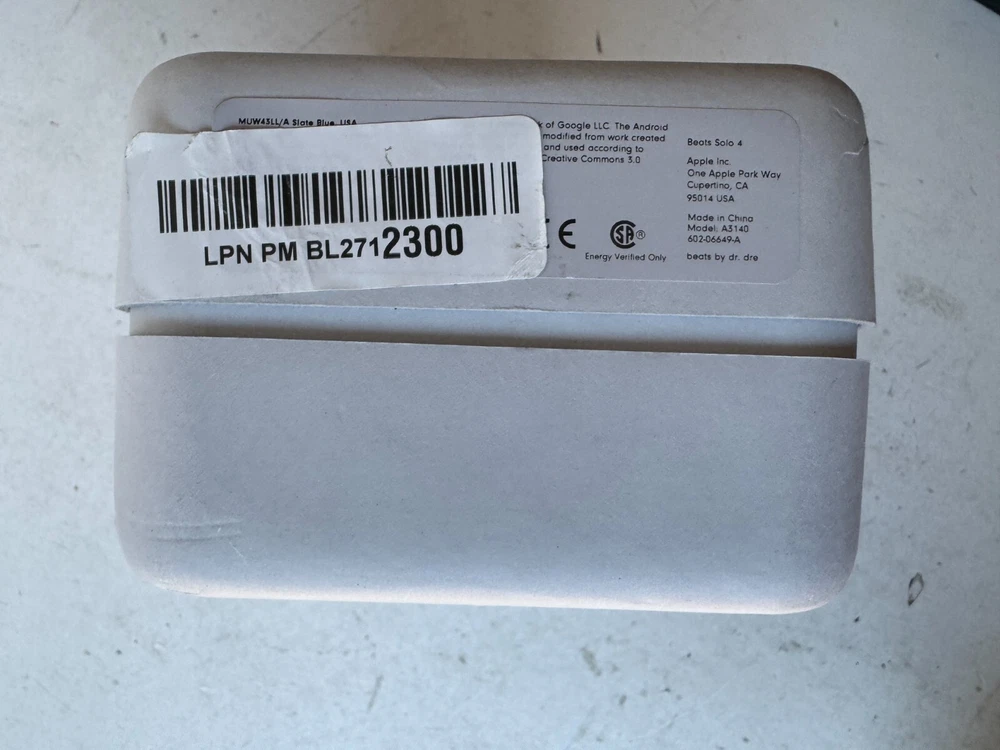 MUW43LL/A Slate Blue, USA
of Google LLC. The Android
modified from work created
and used according to
Creative Commons 3.0
LPN PM BL2712300
CE
SA®
Energy Verified Only
Beats Solo 4
Apple Inc.
One Apple Park Way
Cupertino, CA
95014 USA
Made in China
Model: A3140
602-06649-A
beats by dr. dre